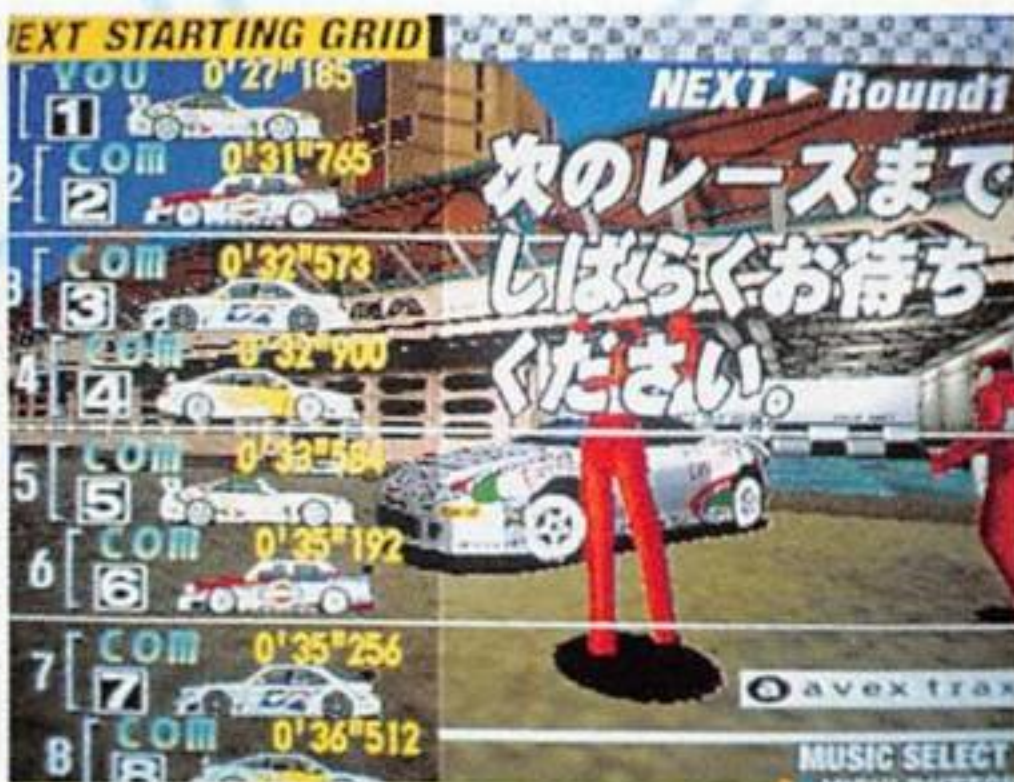 NEXT STARTING GRID
YOU 0'27"185
1
COM 0'31"765
2 2
COM 0'32"573
3 3
COM 0'32"900
4 4
COM 0'33"584
5 5
COM 0'35"192
6 6
COM 0'35"256
7 7
COM 0'36"512
8 8
NEXT ▶ Round1
次のレースまで
しばらくお待ち
ください。
avex trax
MUSIC SELECT